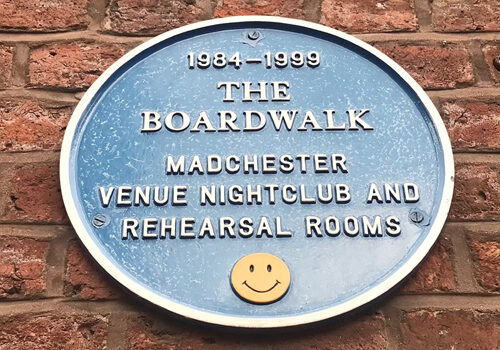 1984–1999
THE
BOARDWALK
MADCHESTER
VENUE NIGHTCLUB AND
REHEARSAL ROOMS